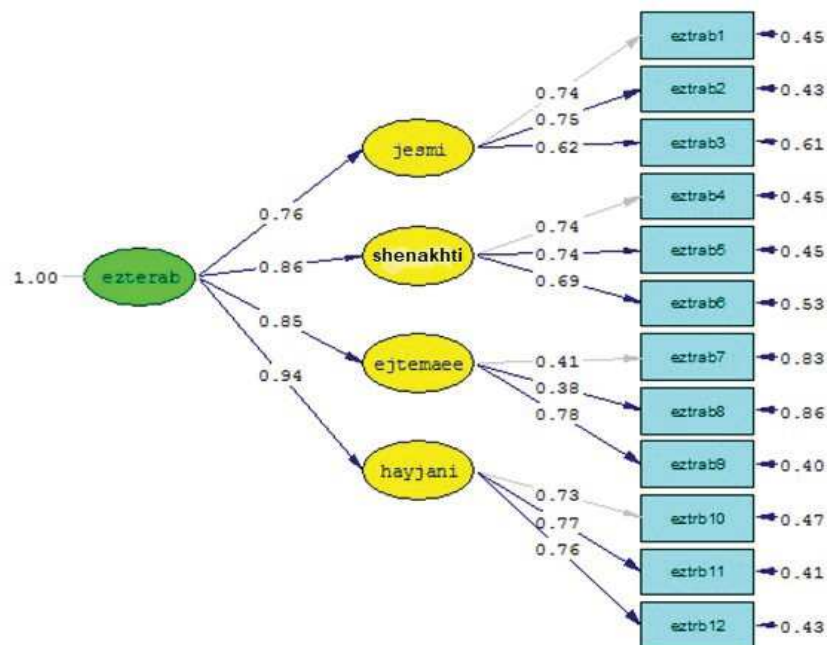 eztrab1
0.45
0.74
eztrab2
0.43
0.75
jesmi
0.62
eztrab3
0.61
0.76
eztrab4
0.45
0.74
shenakhti
0.74
eztrab5
0.45
1.00
ezterab
0.86
0.69
eztrab6
0.53
0.85
0.41
eztrab7
0.83
ejtemaee
0.38
eztrab8
0.86
0.94
0.78
eztrab9
0.40
hayjani
0.73
eztrb10
0.47
0.77
0.76
eztrb11
0.41
eztrb12
0.43